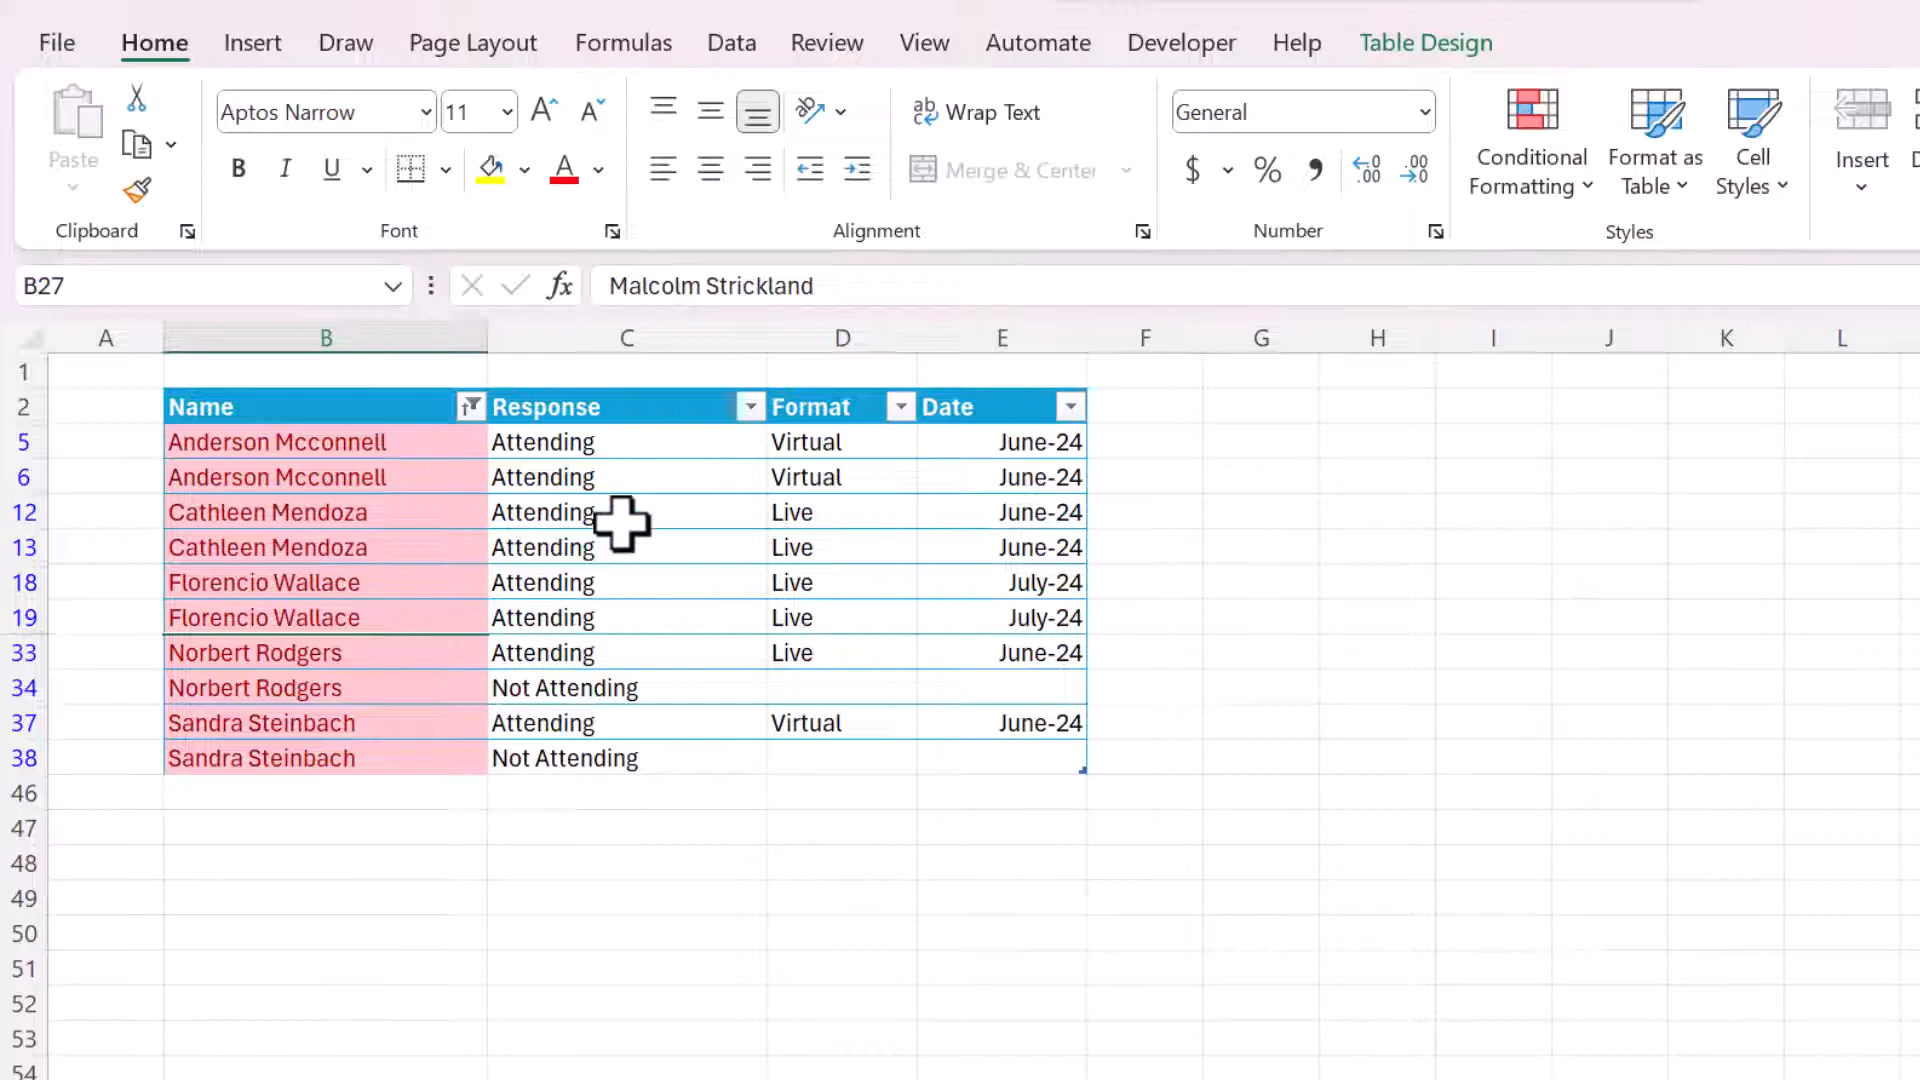 File Home Insert Draw Page Layout Formulas Data Review View Automate Developer Help Table Design
Aptos Narrow 11 A A Wrap Text General
Paste Conditional Formatting Format as Table Cell Styles Insert
B I U A Merge & Center $ % , .00
Clipboard Font Alignment Number Styles
B27 fx Malcolm Strickland
A B C D E F G H I J K L
1
2 Name Response Format Date
5 Anderson Mcconnell Attending Virtual June-24
6 Anderson Mcconnell Attending Virtual June-24
12 Cathleen Mendoza Attending Live June-24
13 Cathleen Mendoza Attending Live June-24
18 Florencio Wallace Attending Live July-24
19 Florencio Wallace Attending Live July-24
33 Norbert Rodgers Attending Live June-24
34 Norbert Rodgers Not Attending
37 Sandra Steinbach Attending Virtual June-24
38 Sandra Steinbach Not Attending
46
47
48
49
50
51
52
53
54